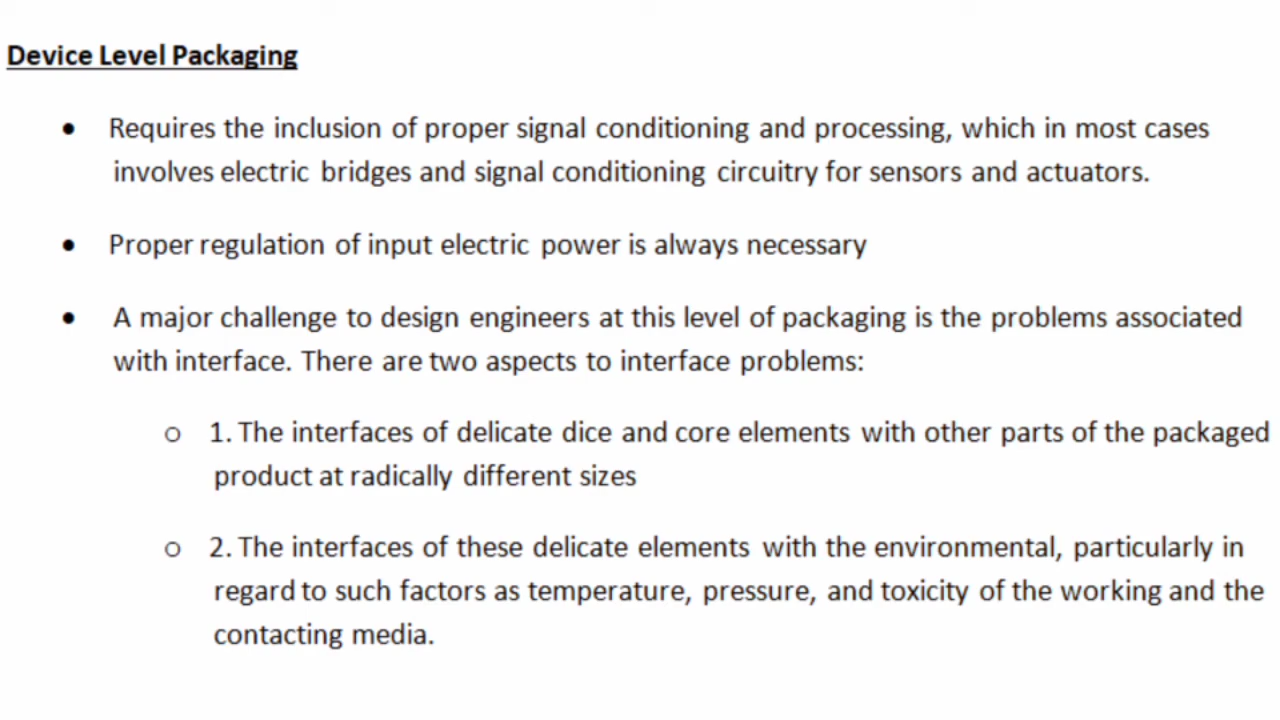 Device Level Packaging
• Requires the inclusion of proper signal conditioning and processing, which in most cases
involves electric bridges and signal conditioning circuitry for sensors and actuators.
• Proper regulation of input electric power is always necessary
• A major challenge to design engineers at this level of packaging is the problems associated
with interface. There are two aspects to interface problems:
o 1. The interfaces of delicate dice and core elements with other parts of the packaged
product at radically different sizes
o 2. The interfaces of these delicate elements with the environmental, particularly in
regard to such factors as temperature, pressure, and toxicity of the working and the
contacting media.